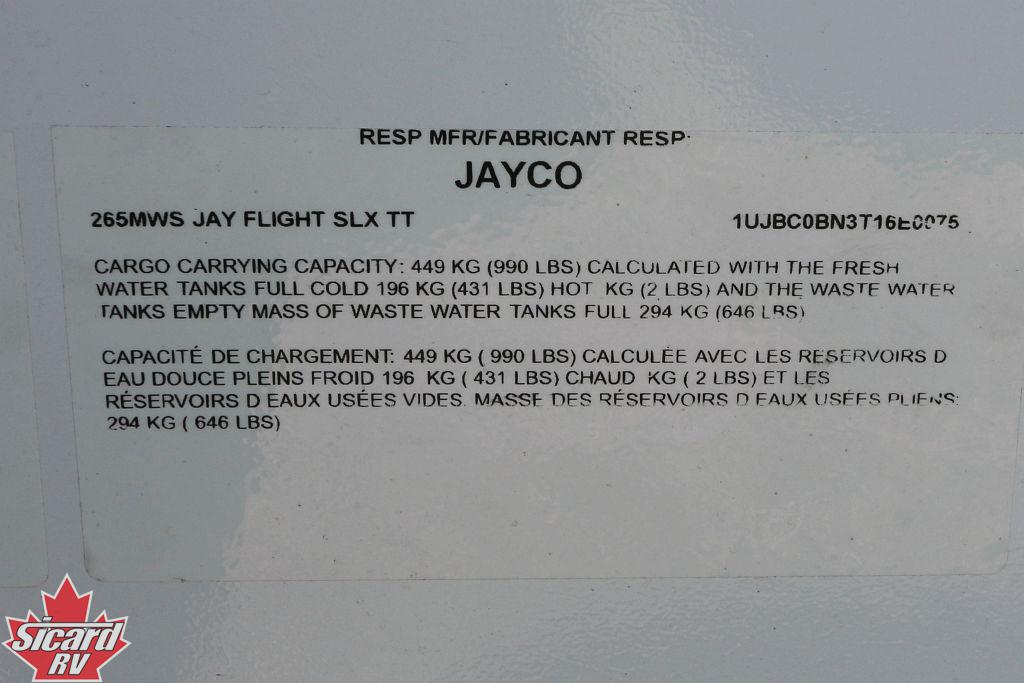 RESP MFR/FABRICANT RESP
JAYCO
265MWS JAY FLIGHT SLX TT
CARGO CARRYING CAPACITY: 449 KG (990 LBS) CALCULATED WITH THE FRESH
WATER TANKS FULL COLD 196 KG (431 LBS) HOT KG (2 LBS) AND THE WASTE WATER
TANKS EMPTY MASS OF WASTE WATER TANKS FULL 294 KG (646 LBS)
CAPACITÉ DE CHARGEMENT: 449 KG ( 990 LBS) CALCULÉE AVEC LES RESERVOIRS D
EAU DOUCE PLEINS FROID 196 KG ( 431 LBS) CHAUD KG ( 2 LBS) ET LES
RÉSERVOIRS D EAUX USÉES VIDES. MASSE DES RÉSERVOIRS D EAUX USÉES PLIENS:
294 KG ( 646 LBS)
Sicard
RV